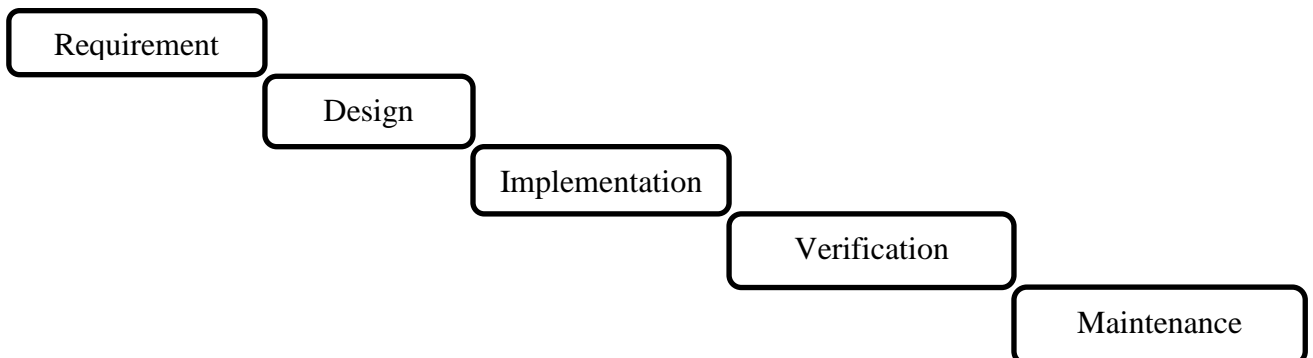 Requirement
Design
Implementation
Verification
Maintenance